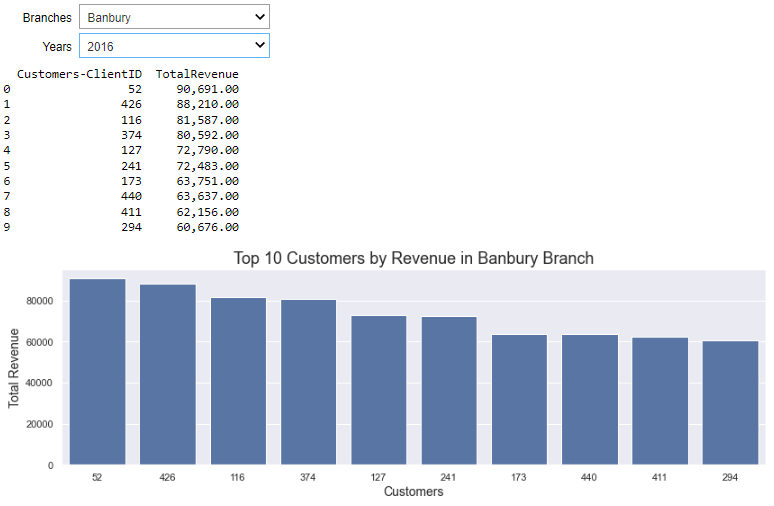 Branches Banbury
Years 2016
Customers-ClientID TotalRevenue
0 52 90,691.00
1 426 88,210.00
2 116 81,587.00
3 374 80,592.00
4 127 72,790.00
5 241 72,483.00
6 173 63,751.00
7 440 63,637.00
8 411 62,156.00
9 294 60,676.00
Top 10 Customers by Revenue in Banbury Branch
Total Revenue
80000
60000
40000
20000
0
52 426 116 374 127 241 173 440 411 294
Customers